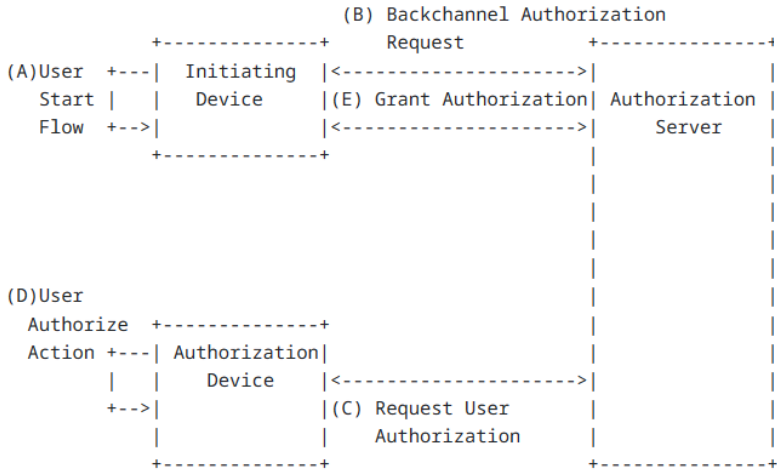 (B) Backchannel Authorization
              +--------------+     Request           +---------------+
(A)User  +---|  Initiating  |<--------------------->|               |
   Start |   |   Device     |(E) Grant Authorization| Authorization |
   Flow  +-->|              |<--------------------->|     Server    |
             +--------------+                       |               |
                                                    |               |
                                                    |               |
                                                    |               |
                                                    |               |
(D)User                                             |               |
  Authorize  +--------------+                       |               |
  Action +---| Authorization|                       |               |
         |   |    Device    |<--------------------->|               |
         +-->|              |(C) Request User       |               |
             |              |    Authorization      |               |
             +--------------+                       +---------------+